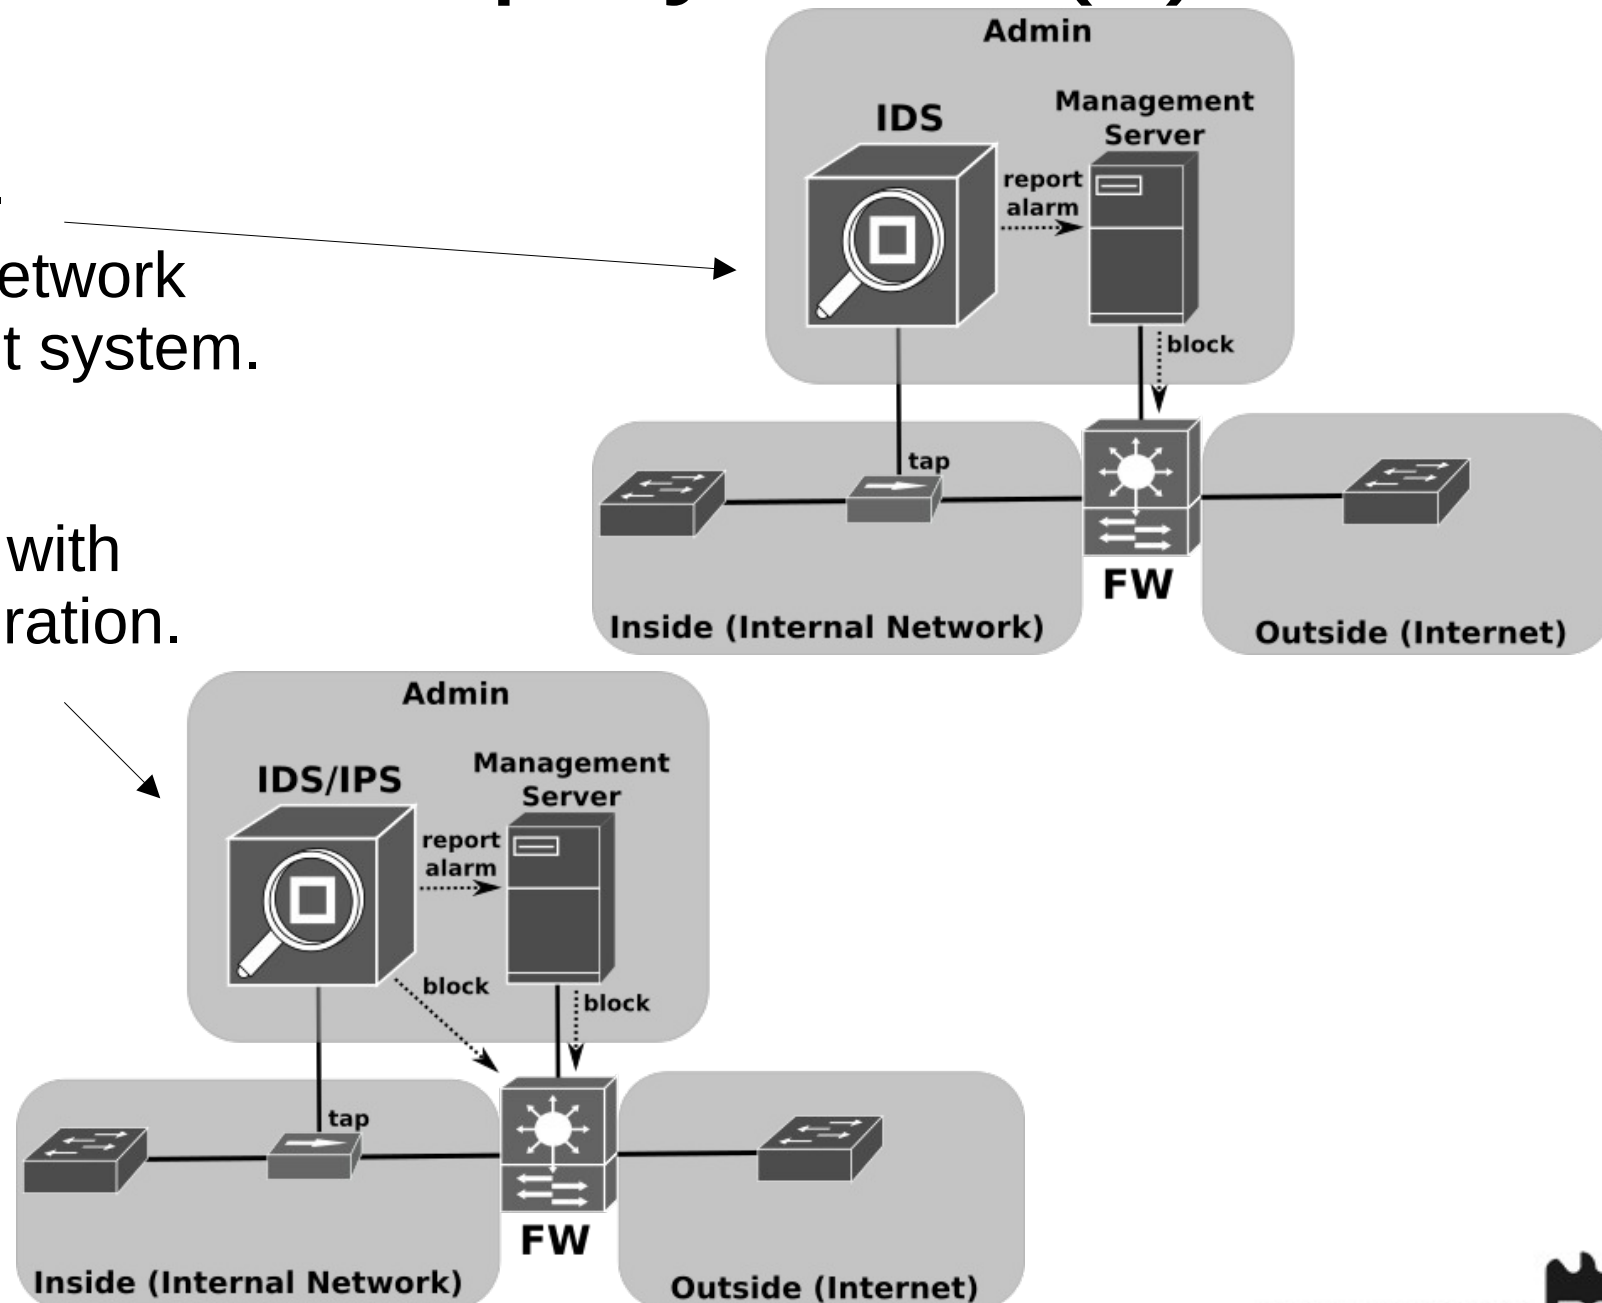 Admin
IDS
Management
Server
report
alarm
block
etwork
t system.
tap
FW
Inside (Internal Network)
Outside (Internet)
with
ration.
Admin
IDS/IPS
Management
Server
report
alarm
block
block
tap
FW
Inside (Internal Network)
Outside (Internet)